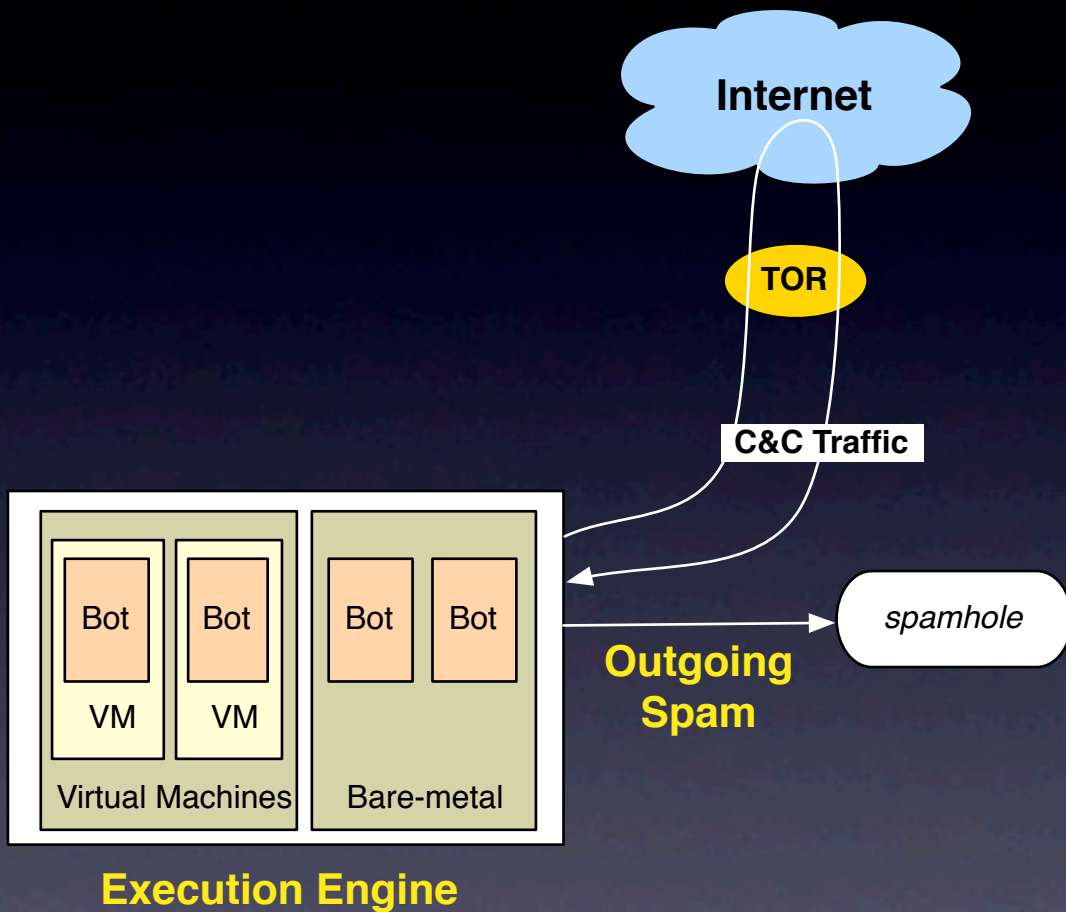 Internet
TOR
C&C Traffic
Bot
Bot
Bot
Bot
VM
VM
Virtual Machines
Bare-metal
Outgoing
Spam
spamhole
Execution Engine